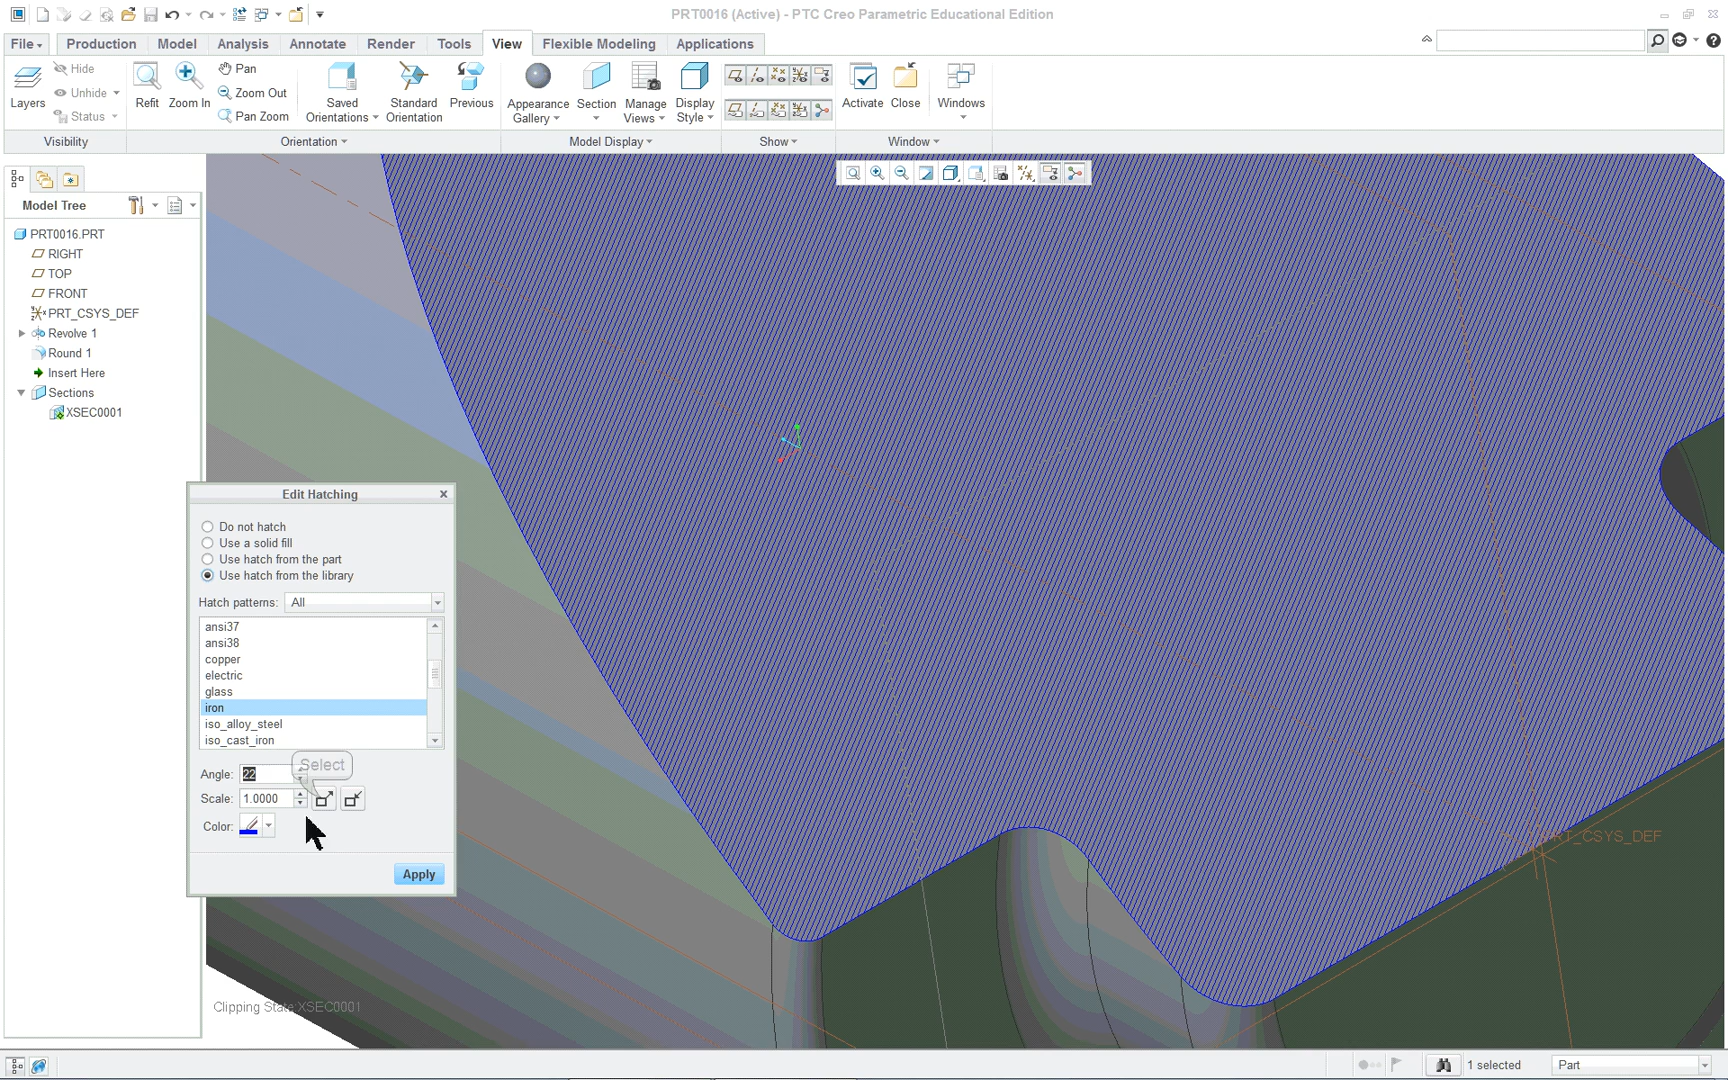 PRT0016 (Active) - PTC Creo Parametric Educational Edition
File Production Model Analysis Annotate Render Tools View Flexible Modeling Applications
Layers
Hide
Unhide
Status
Visibility
Refit
Zoom In
Pan
Zoom Out
Pan Zoom
Saved Orientations
Standard Orientation
Previous
Orientation
Appearance Gallery
Section
Manage Views
Display Style
Model Display
Show
Activate
Close
Windows
Window
Model Tree
PRT0016.PRT
RIGHT
TOP
FRONT
PRT_CSYS_DEF
Revolve 1
Round 1
Insert Here
Sections
XSEC0001
Edit Hatching
Do not hatch
Use a solid fill
Use hatch from the part
Use hatch from the library
Hatch patterns: All
ansi37
ansi38
copper
electric
glass
iron
iso_alloy_steel
iso_cast_iron
Angle: 22
Select
Scale: 1.0000
Color:
Apply
PRT_CSYS_DEF
Clipping State:XSEC0001
1 selected
Part